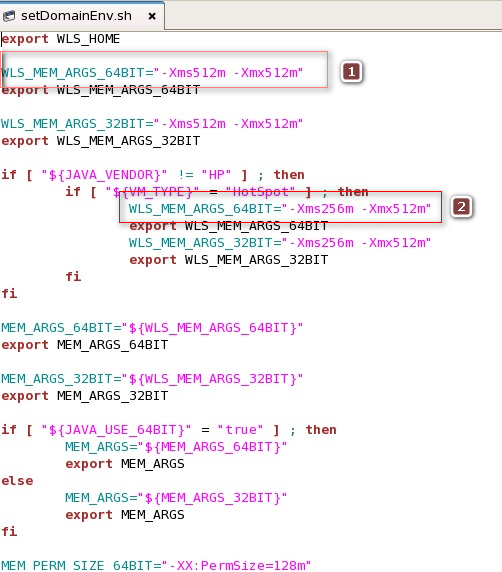 setDomainEnv.sh ×
export WLS_HOME
WLS_MEM_ARGS_64BIT="-Xms512m -Xmx512m"
1
export WLS_MEM_ARGS_64BIT
WLS_MEM_ARGS_32BIT="-Xms512m -Xmx512m"
export WLS_MEM_ARGS_32BIT
if [ "${JAVA_VENDOR}" != "HP" ] ; then
if [ "${VM_TYPE}" = "HotSpot" ] ; then
WLS_MEM_ARGS_64BIT="-Xms256m -Xmx512m"
2
export WLS_MEM_ARGS_64BIT
WLS_MEM_ARGS_32BIT="-Xms256m -Xmx512m"
export WLS_MEM_ARGS_32BIT
fi
fi
MEM_ARGS_64BIT="${WLS_MEM_ARGS_64BIT}"
export MEM_ARGS_64BIT
MEM_ARGS_32BIT="${WLS_MEM_ARGS_32BIT}"
export MEM_ARGS_32BIT
if [ "${JAVA_USE_64BIT}" = "true" ] ; then
MEM_ARGS="${MEM_ARGS_64BIT}"
export MEM_ARGS
else
MEM_ARGS="${MEM_ARGS_32BIT}"
export MEM_ARGS
fi
MEM_PERM_SIZE_64BIT="-XX:PermSize=128m"